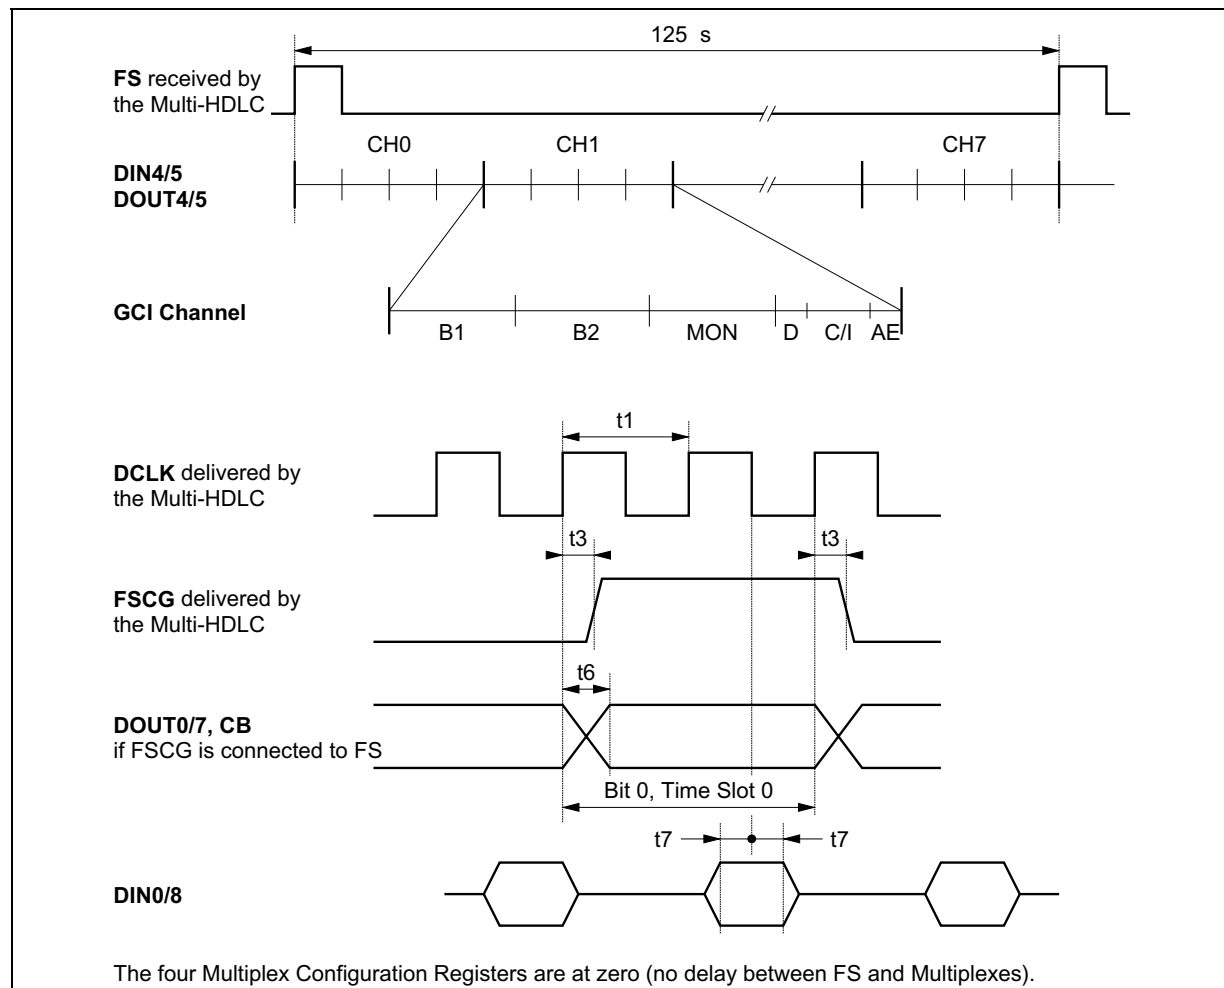 125 s
FS received by
the Multi-HDLC
CH0 CH1 CH7
DIN4/5
DOUT4/5
GCI Channel
B1 B2 MON D C/I AE
t1
DCLK delivered by
the Multi-HDLC
t3 t3
FSCG delivered by
the Multi-HDLC
t6
DOUT0/7, CB
if FSCG is connected to FS
Bit 0, Time Slot 0
t7 t7
DIN0/8
The four Multiplex Configuration Registers are at zero (no delay between FS and Multiplexes).